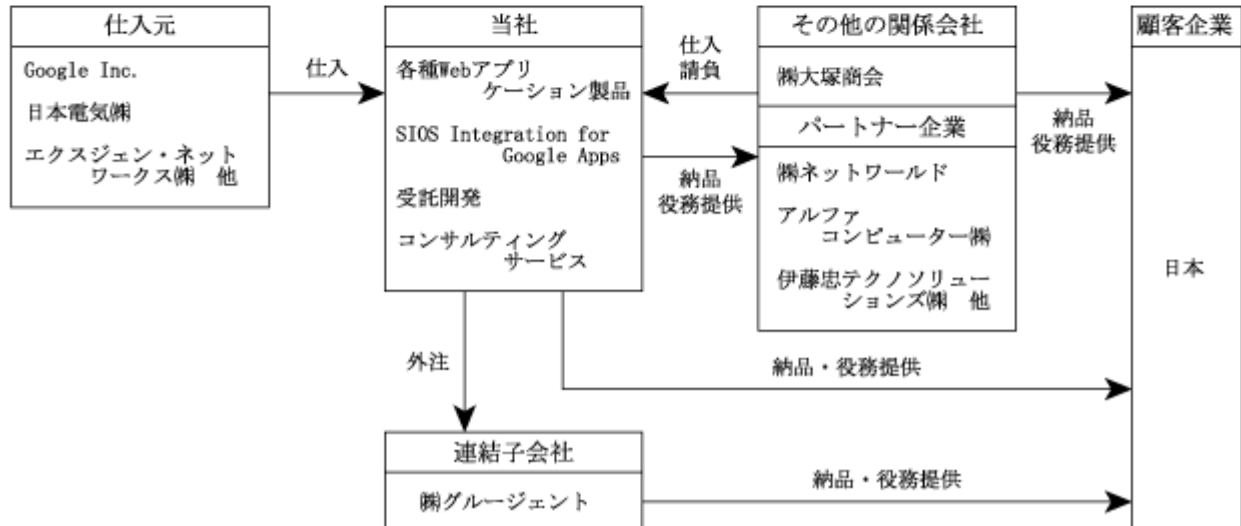 仕入元
Google Inc.
日本電気㈱
エクスジェン・ネット
ワークス㈱ 他
仕入
当社
各種Webアプリ
ケーション製品
SIOS Integration for
Google Apps
受託開発
コンサルティング
サービス
仕入
請負
納品
役務提供
その他の関係会社
㈱大塚商会
パートナー企業
㈱ネットワールド
アルファ
コンピューター㈱
伊藤忠テクノソリュー
ションズ㈱ 他
納品
役務提供
顧客企業
日本
外注
納品・役務提供
連結子会社
㈱グルージェント
納品・役務提供